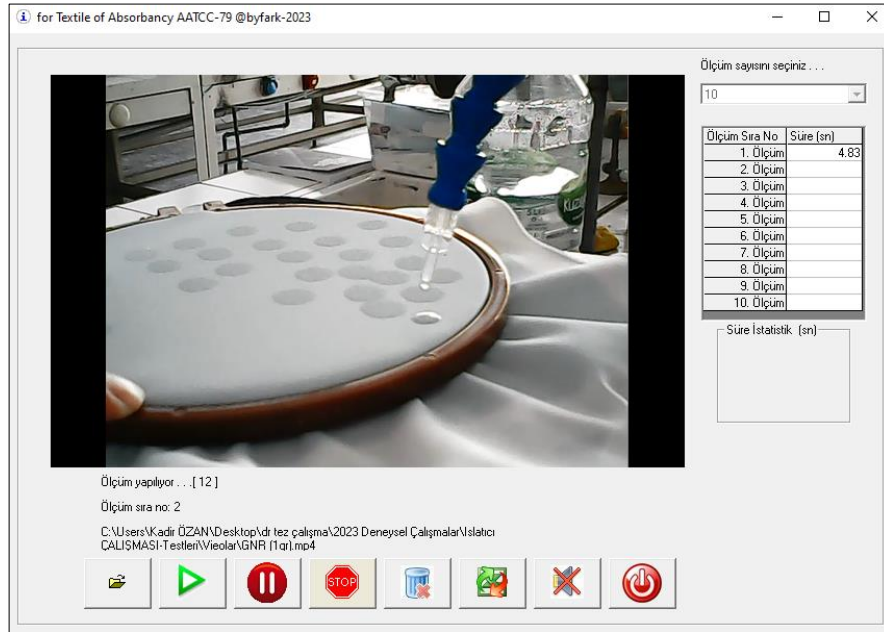 for Textile of Absorbancy AATCC-79 @byfark-2023
Ölçüm sayısını seçiniz . . .
10
Ölçüm Sıra No Süre (sn)
1. Ölçüm 4.83
2. Ölçüm
3. Ölçüm
4. Ölçüm
5. Ölçüm
6. Ölçüm
7. Ölçüm
8. Ölçüm
9. Ölçüm
10. Ölçüm
Süre İstatistik (sn)
Ölçüm yapılıyor . . .[ 12 ]
Ölçüm sıra no: 2
C:\Users\Kadir ÖZAN\Desktop\dr tez çalışma\2023 Deneysel Çalışmalar\Islatıcı
ÇALIŞMASI-Testleri\Vieolar\GNR (1gr).mp4
STOP